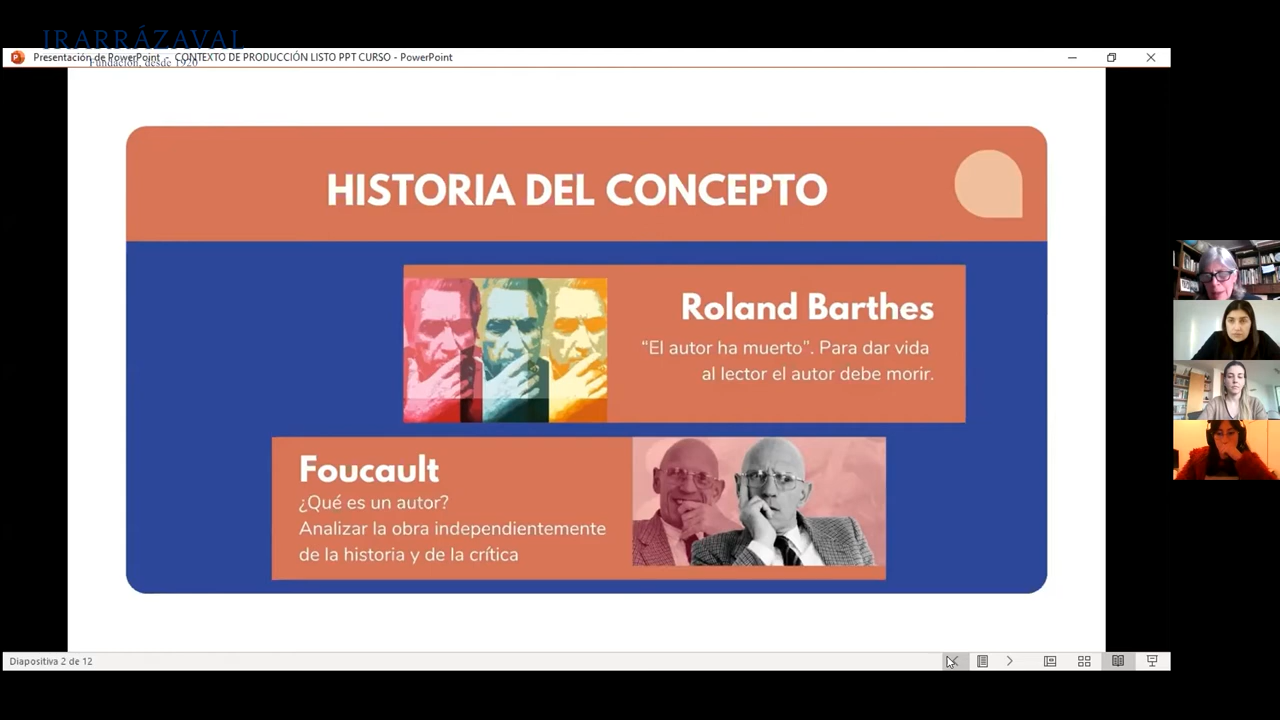 IRARRÁZAVAL
Fundación, desde 1920
Presentación de PowerPoint - CONTEXTO DE PRODUCCIÓN LISTO PPT CURSO - PowerPoint
HISTORIA DEL CONCEPTO
Roland Barthes
“El autor ha muerto”. Para dar vida
al lector el autor debe morir.
Foucault
¿Qué es un autor?
Analizar la obra independientemente
de la historia y de la crítica
Diapositiva 2 de 12